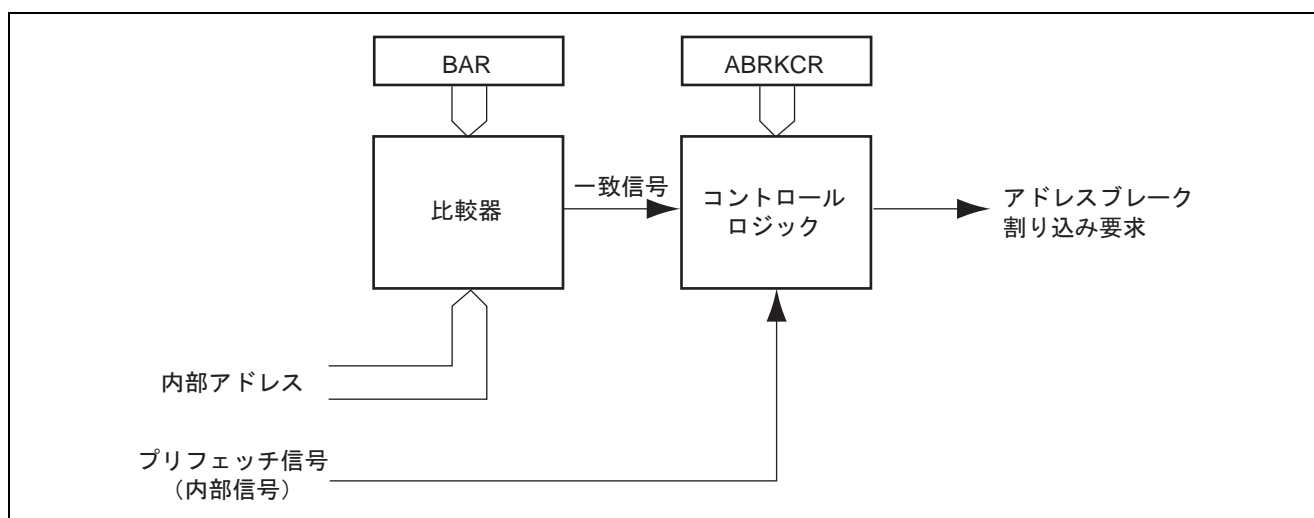 BAR
ABRKCR
比較器
一致信号
コントロール
ロジック
アドレスブレーク
割り込み要求
内部アドレス
プリフェッチ信号
（内部信号）